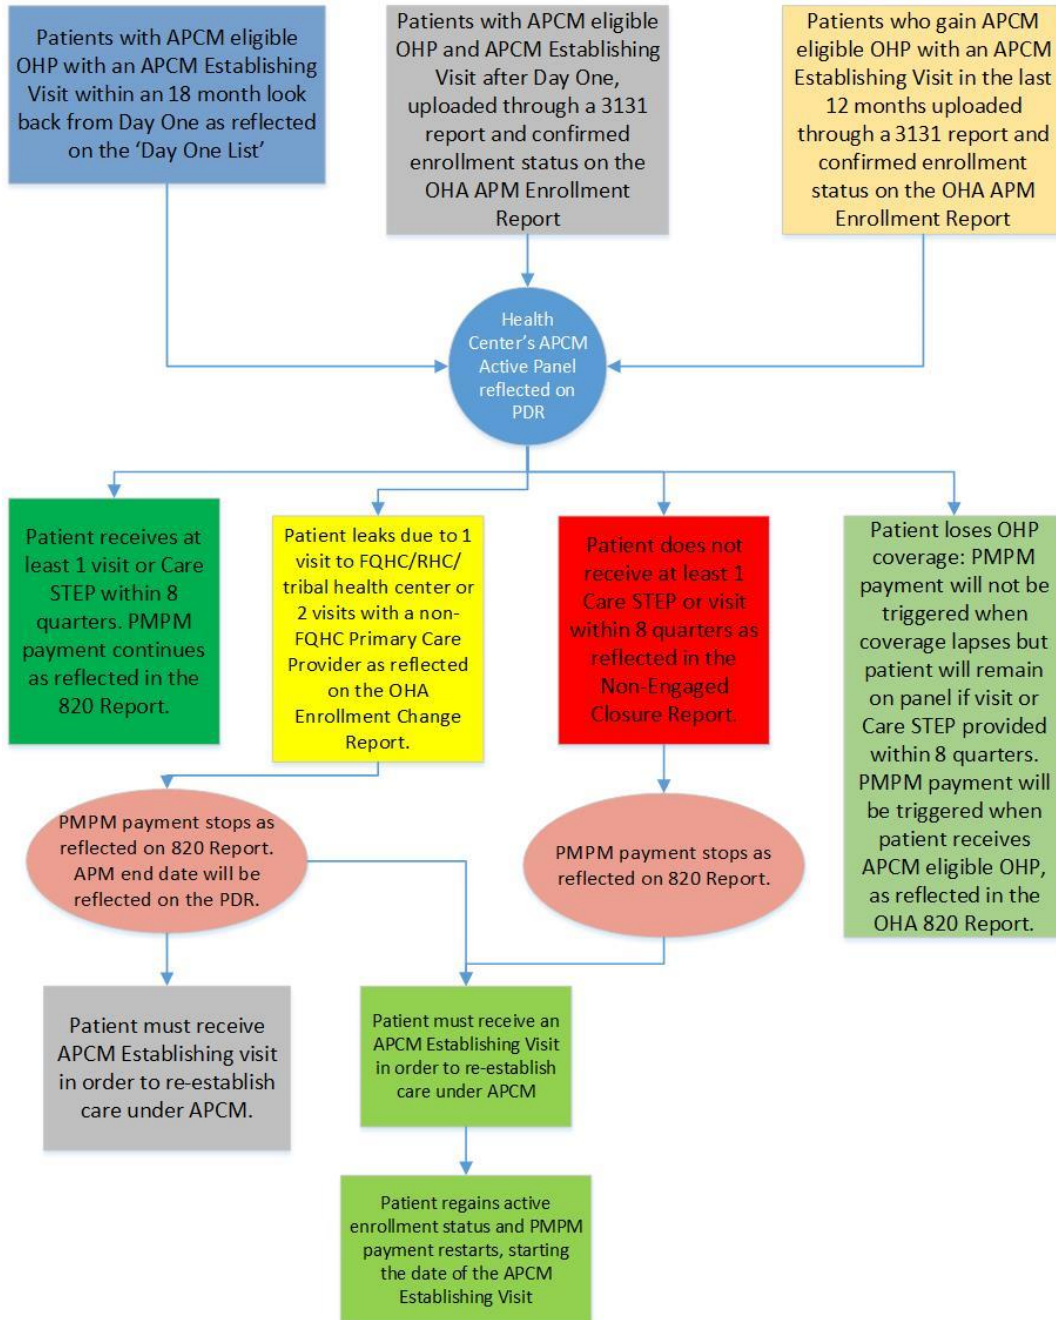 Patients with APCM eligible
OHP with an APCM Establishing
Visit within an 18 month look
back from Day One as reflected
on the ‘Day One List’
Patients with APCM eligible
OHP and APCM Establishing
Visit after Day One,
uploaded through a 3131
report and confirmed
enrollment status on the
OHA APM Enrollment
Report
Patients who gain APCM
eligible OHP with an APCM
Establishing Visit in the last
12 months uploaded
through a 3131 report and
confirmed enrollment
status on the OHA APM
Enrollment Report
Health
Center’s APCM
Active Panel
reflected on
PDR
Patient receives at
least 1 visit or Care
STEP within 8
quarters. PMPM
payment continues
as reflected in the
820 Report.
Patient leaks due to 1
visit to FQHC/RHC/
tribal health center or
2 visits with a non-
FQHC Primary Care
Provider as reflected
on the OHA
Enrollment Change
Report.
Patient does not
receive at least 1
Care STEP or visit
within 8 quarters as
reflected in the
Non-Engaged
Closure Report.
Patient loses OHP
coverage: PMPM
payment will not be
triggered when
coverage lapses but
patient will remain
on panel if visit or
Care STEP provided
within 8 quarters.
PMPM payment will
be triggered when
patient receives
APCM eligible OHP,
as reflected in the
OHA 820 Report.
PMPM payment stops as
reflected on 820 Report.
APM end date will be
reflected on the PDR.
PMPM payment stops as
reflected on 820 Report.
Patient must receive
APCM Establishing visit
in order to re-establish
care under APCM.
Patient must receive an
APCM Establishing Visit
in order to re-establish
care under APCM
Patient regains active
enrollment status and PMPM
payment restarts, starting
the date of the APCM
Establishing Visit